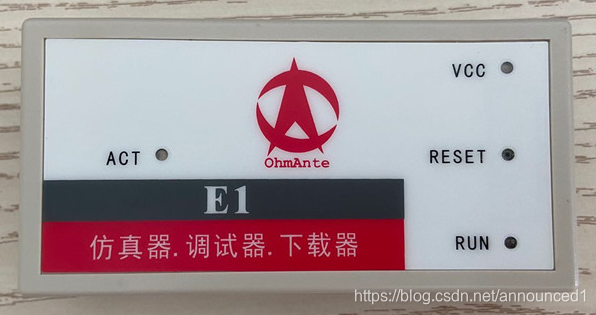 VCC
ACT
OhmAnte
RESET
E1
仿真器.调试器.下载器
RUN
https://blog.csdn.net/announced1